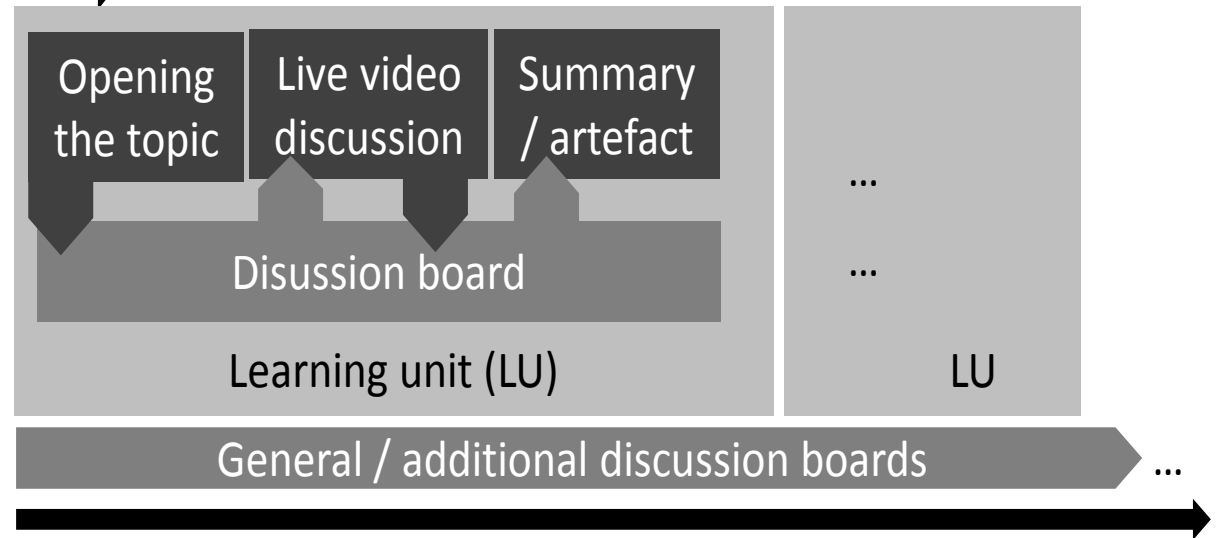 Opening
the topic
Live video
discussion
Summary
/ artefact
Disussion board
Learning unit (LU)
...
...
LU
General / additional discussion boards
...